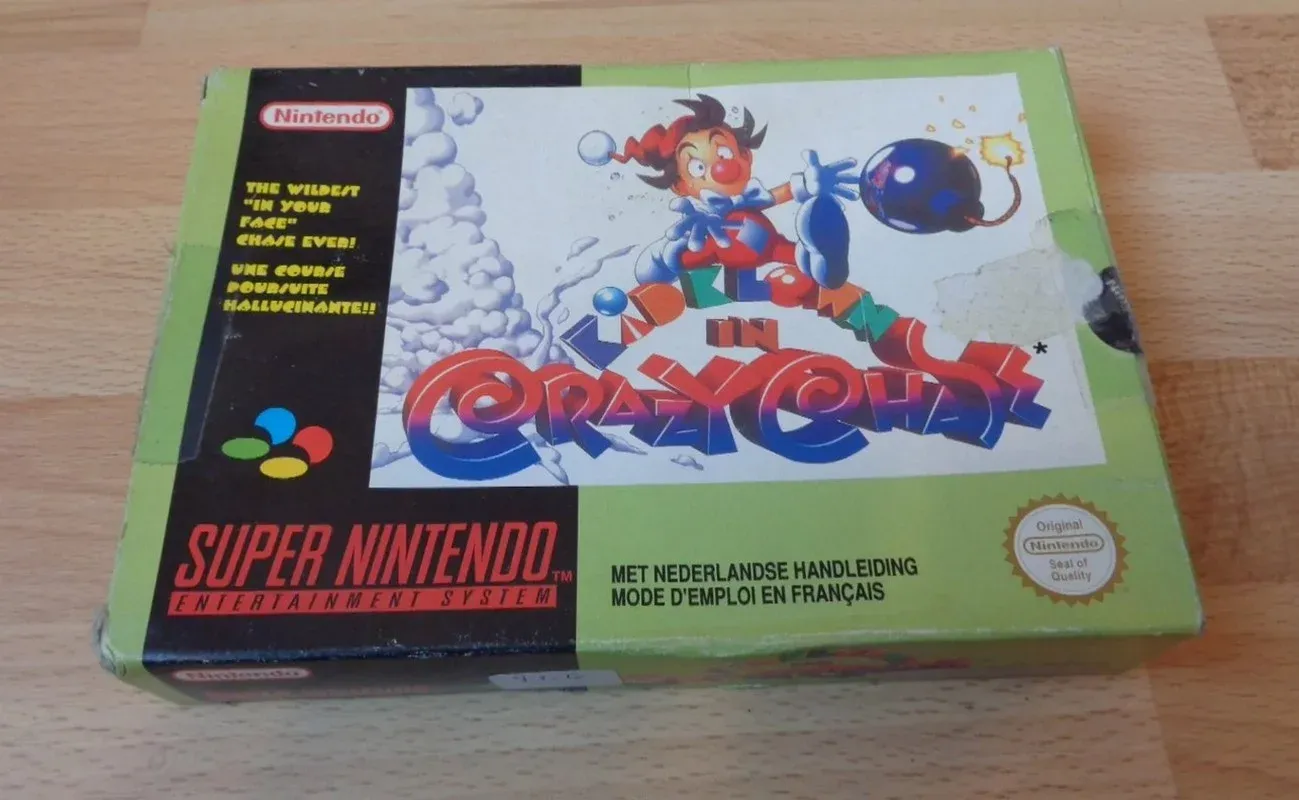 Nintendo®
THE WILDEST
"IN YOUR
FACE"
CHASE EVER!
UNE COURSE
POURSUITE
HALLUCINANTE!!
KID KLOWN
IN
CRAZY CHASE*
SUPER NINTENDO™
ENTERTAINMENT SYSTEM
MET NEDERLANDSE HANDLEIDING
MODE D'EMPLOI EN FRANÇAIS
Original
Nintendo
Seal of
Quality
Nintendo